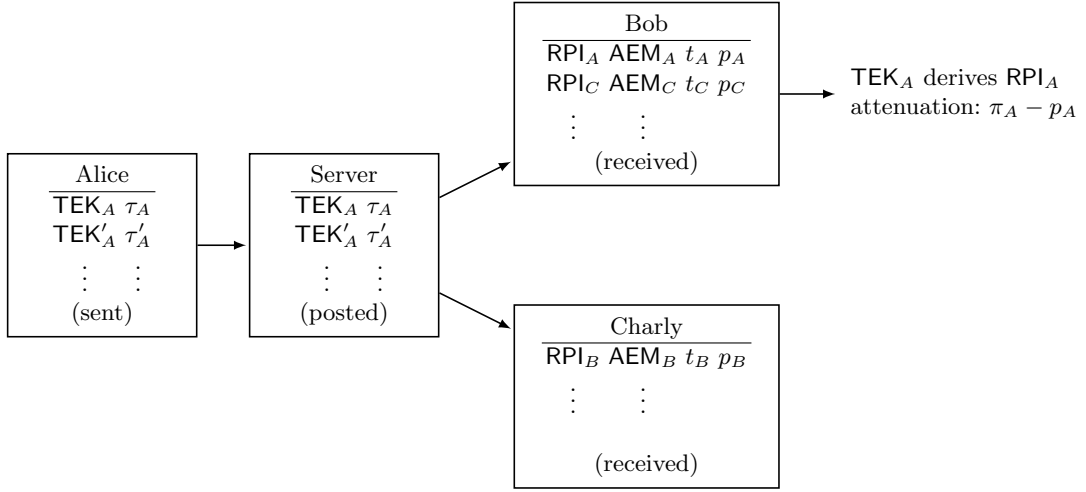 Alice
TEK_A τ_A
TEK′_A τ′_A
⋮ ⋮
(sent)
Server
TEK_A τ_A
TEK′_A τ′_A
⋮ ⋮
(posted)
Bob
RPI_A AEM_A t_A p_A
RPI_C AEM_C t_C p_C
⋮ ⋮
(received)
TEK_A derives RPI_A
attenuation: π_A − p_A
Charly
RPI_B AEM_B t_B p_B
⋮ ⋮
(received)